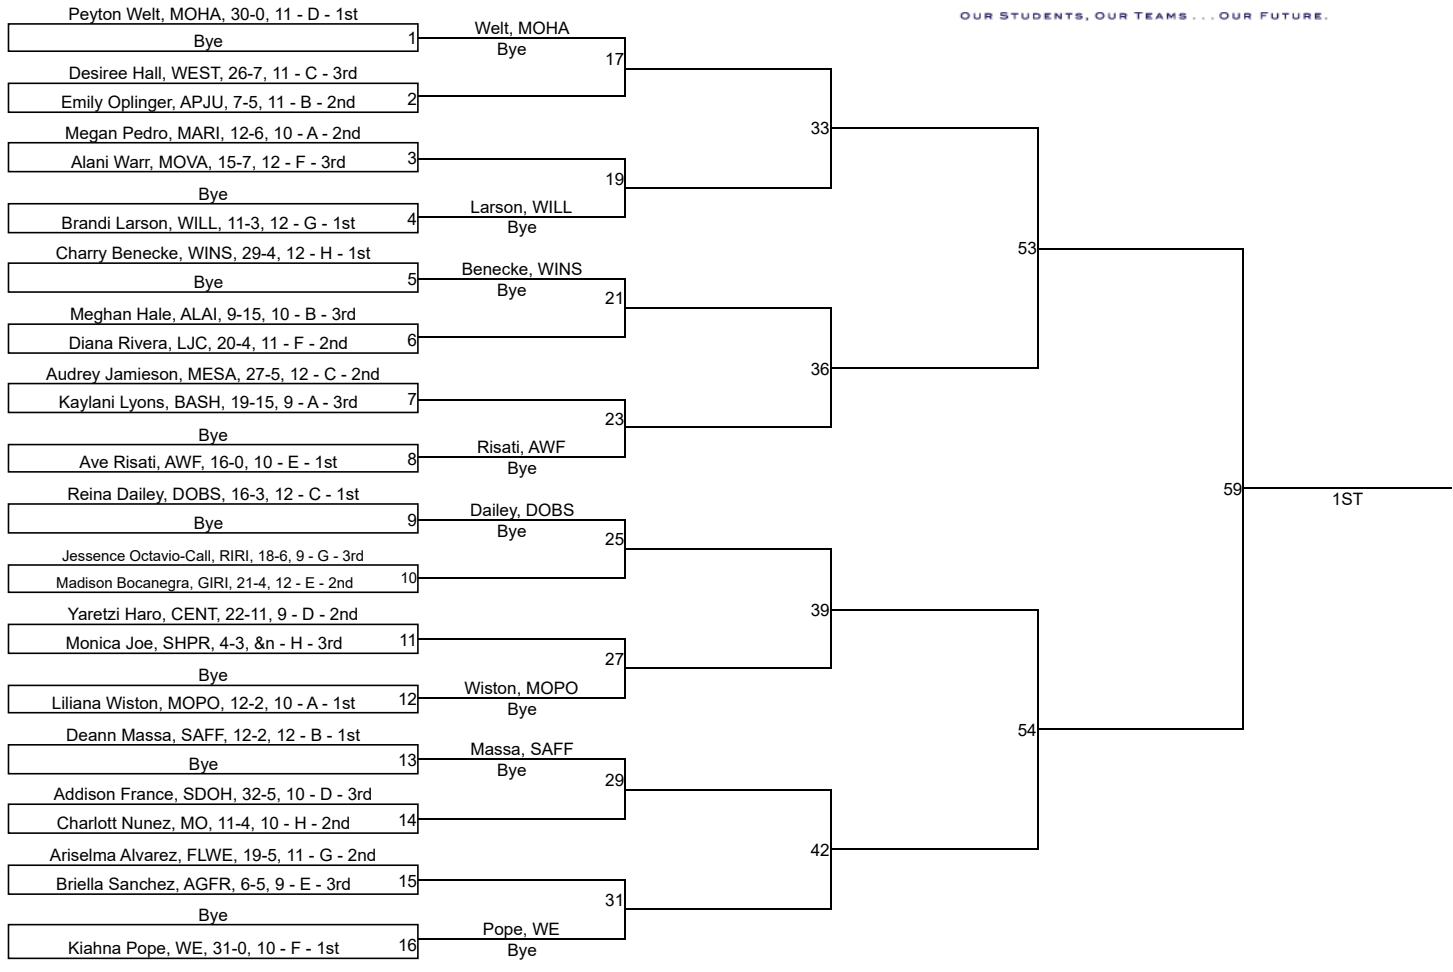 OUR STUDENTS, OUR TEAMS . . . OUR FUTURE.
Peyton Welt, MOHA, 30-0, 11 - D - 1st
Bye
1
Welt, MOHA
Bye
17
Desiree Hall, WEST, 26-7, 11 - C - 3rd
Emily Oplinger, APJU, 7-5, 11 - B - 2nd
2
33
Megan Pedro, MARI, 12-6, 10 - A - 2nd
Alani Warr, MOVA, 15-7, 12 - F - 3rd
3
19
Bye
Brandi Larson, WILL, 11-3, 12 - G - 1st
4
Larson, WILL
Bye
53
Charry Benecke, WINS, 29-4, 12 - H - 1st
Bye
5
Benecke, WINS
Bye
21
Meghan Hale, ALAI, 9-15, 10 - B - 3rd
Diana Rivera, LJC, 20-4, 11 - F - 2nd
6
36
Audrey Jamieson, MESA, 27-5, 12 - C - 2nd
Kaylani Lyons, BASH, 19-15, 9 - A - 3rd
7
23
Bye
Ave Risati, AWF, 16-0, 10 - E - 1st
8
Risati, AWF
Bye
59
1ST
Reina Dailey, DOBS, 16-3, 12 - C - 1st
Bye
9
Dailey, DOBS
Bye
25
Jessence Octavio-Call, RIRI, 18-6, 9 - G - 3rd
Madison Bocanegra, GIRI, 21-4, 12 - E - 2nd
10
39
Yaretzi Haro, CENT, 22-11, 9 - D - 2nd
Monica Joe, SHPR, 4-3, &n - H - 3rd
11
27
Bye
Liliana Wiston, MOPO, 12-2, 10 - A - 1st
12
Wiston, MOPO
Bye
54
Deann Massa, SAFF, 12-2, 12 - B - 1st
Bye
13
Massa, SAFF
Bye
29
Addison France, SDOH, 32-5, 10 - D - 3rd
Charlott Nunez, MO, 11-4, 10 - H - 2nd
14
42
Ariselma Alvarez, FLWE, 19-5, 11 - G - 2nd
Briella Sanchez, AGFR, 6-5, 9 - E - 3rd
15
31
Bye
Kiahna Pope, WE, 31-0, 10 - F - 1st
16
Pope, WE
Bye